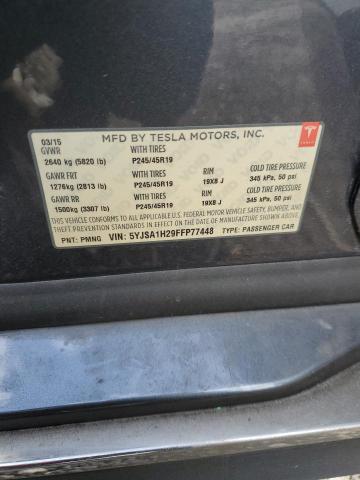 MFD BY TESLA MOTORS, INC.
03/15
GVWR WITH TIRES
2640 kg (5820 lb) P245/45R19
GAWR FRT WITH TIRES RIM COLD TIRE PRESSURE
1276kg (2813 lb) P245/45R19 19X8 J 345 kPa, 50 psi
GAWR RR WITH TIRES RIM COLD TIRE PRESSURE
1500kg (3307 lb) P245/45R19 19X8 J 345 kPa, 50 psi
THIS VEHICLE CONFORMS TO ALL APPLICABLE U.S. FEDERAL MOTOR VEHICLE SAFETY, BUMPER, AND
THEFT PREVENTION STANDARDS IN EFFECT ON THE DATE OF MANUFACTURE SHOWN ABOVE.
PNT: PMNG VIN: 5YJSA1H29FFP77448 TYPE: PASSENGER CAR